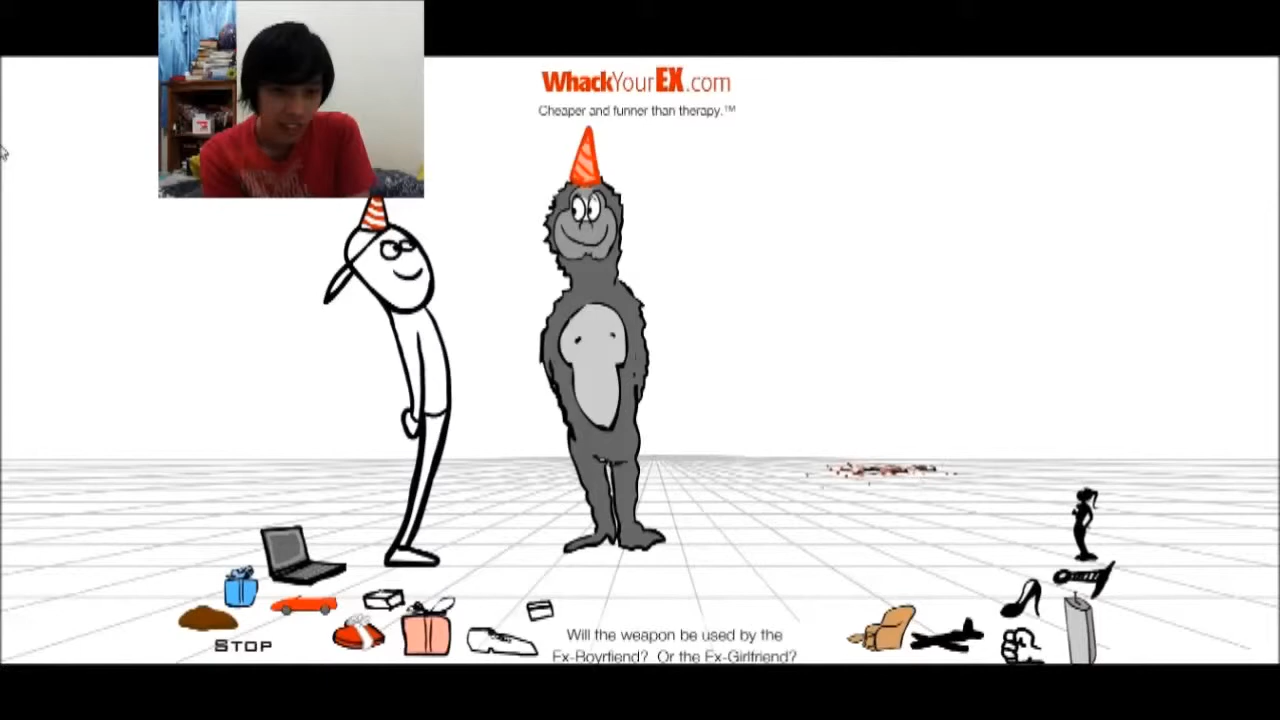 WhackYourEX.com
Cheaper and funner than therapy.™
STOP
Will the weapon be used by the
Ex-Boyrfiend? Or the Ex-Girlfriend?